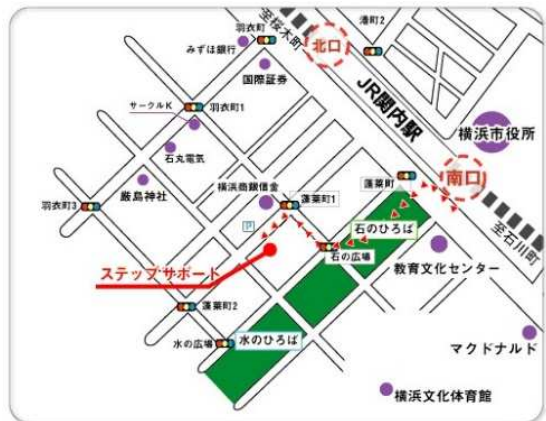 羽衣町
至桜木町
港町2
みずほ銀行
北口
国際証券
JR関内駅
サークルK
羽衣町1
横浜市役所
石丸電気
蓬莱町
南口
厳島神社
横浜商銀信金
羽衣町3
蓬莱町1
P
石のひろば
至石川町
石の広場
教育文化センター
ステップサポート
蓬莱町2
水の広場
水のひろば
マクドナルド
横浜文化体育館